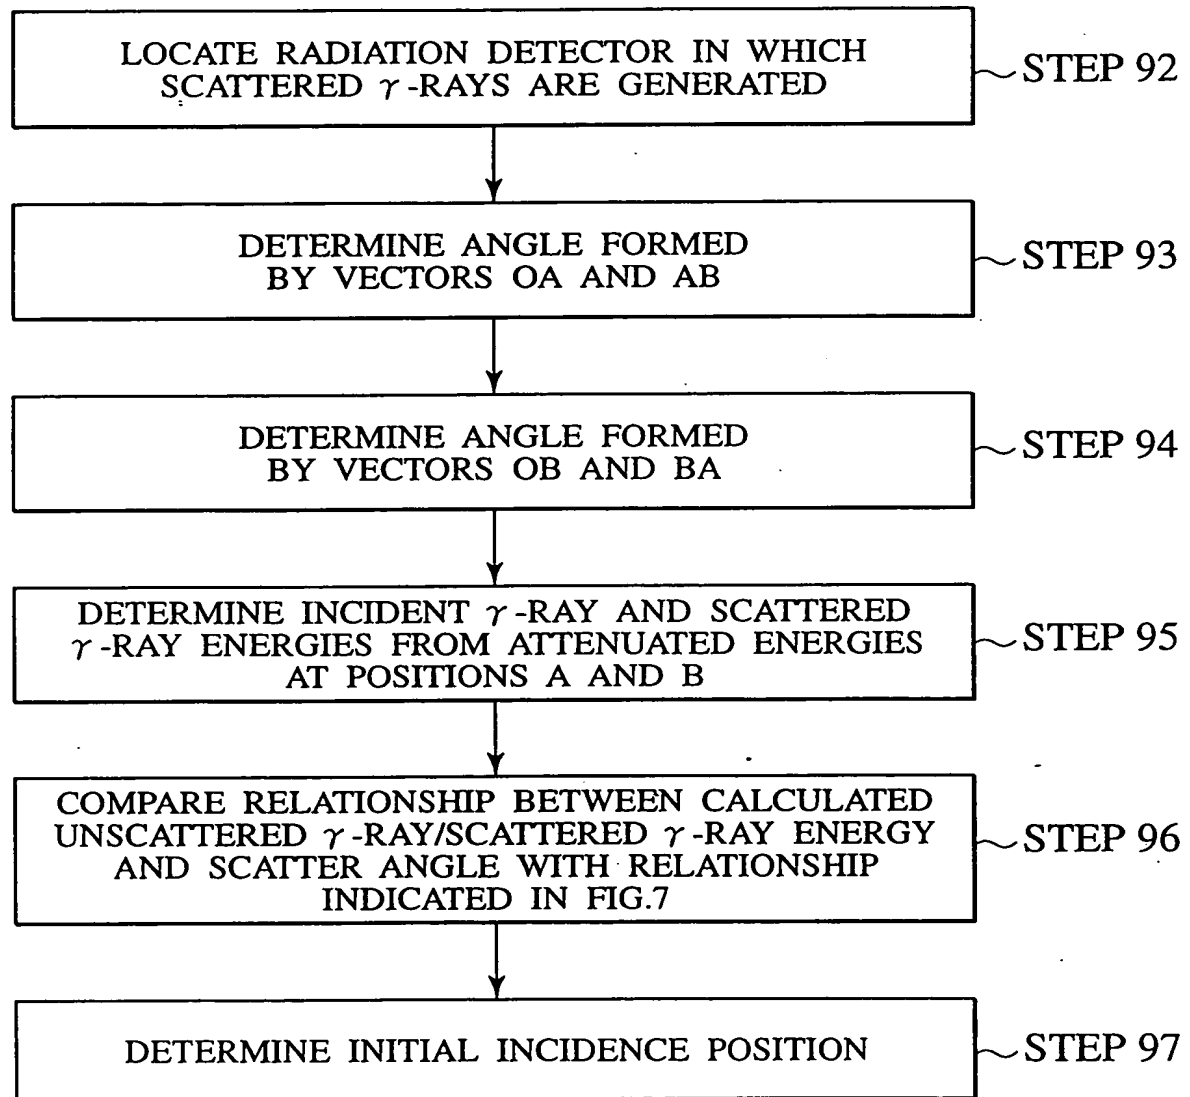 LOCATE RADIATION DETECTOR IN WHICH
SCATTERED γ-RAYS ARE GENERATED
STEP 92
DETERMINE ANGLE FORMED
BY VECTORS OA AND AB
STEP 93
DETERMINE ANGLE FORMED
BY VECTORS OB AND BA
STEP 94
DETERMINE INCIDENT γ-RAY AND SCATTERED
γ-RAY ENERGIES FROM ATTENUATED ENERGIES
AT POSITIONS A AND B
STEP 95
COMPARE RELATIONSHIP BETWEEN CALCULATED
UNSCATTERED γ-RAY/SCATTERED γ-RAY ENERGY
AND SCATTER ANGLE WITH RELATIONSHIP
INDICATED IN FIG.7
STEP 96
DETERMINE INITIAL INCIDENCE POSITION
STEP 97